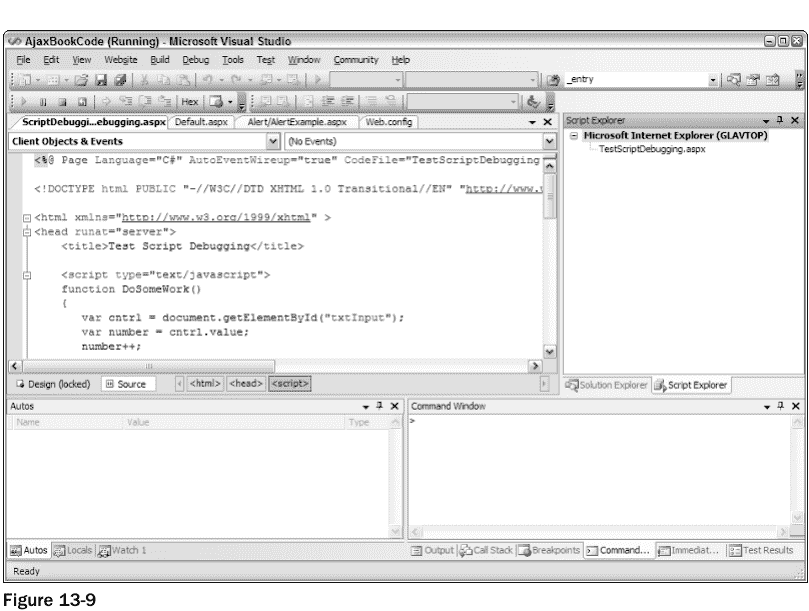 AjaxBookCode (Running) - Microsoft Visual Studio
File Edit View Website Build Debug Tools Test Window Community Help
_entry
Hex
ScriptDebuggi...ebugging.aspx Default.aspx Alert/AlertExample.aspx Web.config
Script Explorer
Client Objects & Events (No Events)
Microsoft Internet Explorer (GLAVTOP)
TestScriptDebugging.aspx
<%@ Page Language="C#" AutoEventWireup="true" CodeFile="TestScriptDebugging
<!DOCTYPE html PUBLIC "-//W3C//DTD XHTML 1.0 Transitional//EN" "http://www.
<html xmlns="http://www.w3.org/1999/xhtml" >
<head runat="server">
<title>Test Script Debugging</title>
<script type="text/javascript">
function DoSomeWork()
{
var cntrl = document.getElementById("txtInput");
var number = cntrl.value;
number++;
Design (locked) Source <html> <head> <script>
Solution Explorer Script Explorer
Autos
Command Window
Name Value Type
>
Autos Locals Watch 1
Output Call Stack Breakpoints Command... Immediat... Test Results
Ready
Figure 13-9